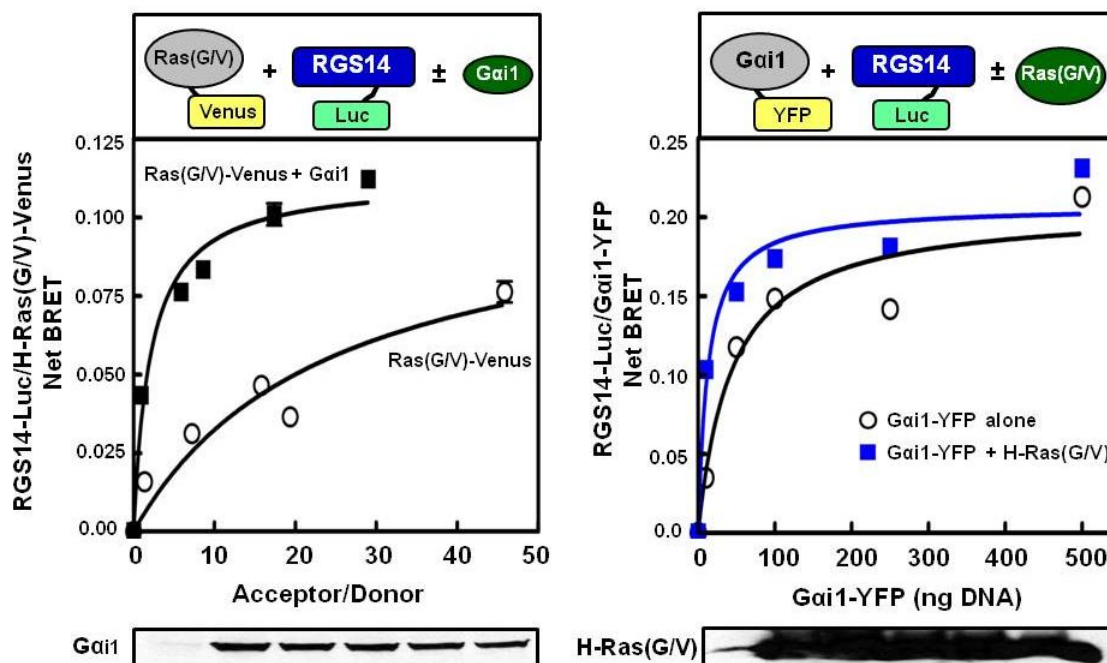 Ras(G/V) + RGS14 ± Gαi1
Venus Luc
RGS14-Luc/H-Ras(G/V)-Venus
Net BRET
0.125
0.100
0.075
0.050
0.025
0.00
Ras(G/V)-Venus + Gαi1
Ras(G/V)-Venus
0 10 20 30 40 50
Acceptor/Donor
Gαi1
Gαi1 + RGS14 ± Ras(G/V)
YFP Luc
RGS14-Luc/Gαi1-YFP
Net BRET
0.25
0.20
0.15
0.10
0.05
0.0
Gαi1-YFP alone
Gαi1-YFP + H-Ras(G/V)
0 100 200 300 400 500
Gαi1-YFP (ng DNA)
H-Ras(G/V)